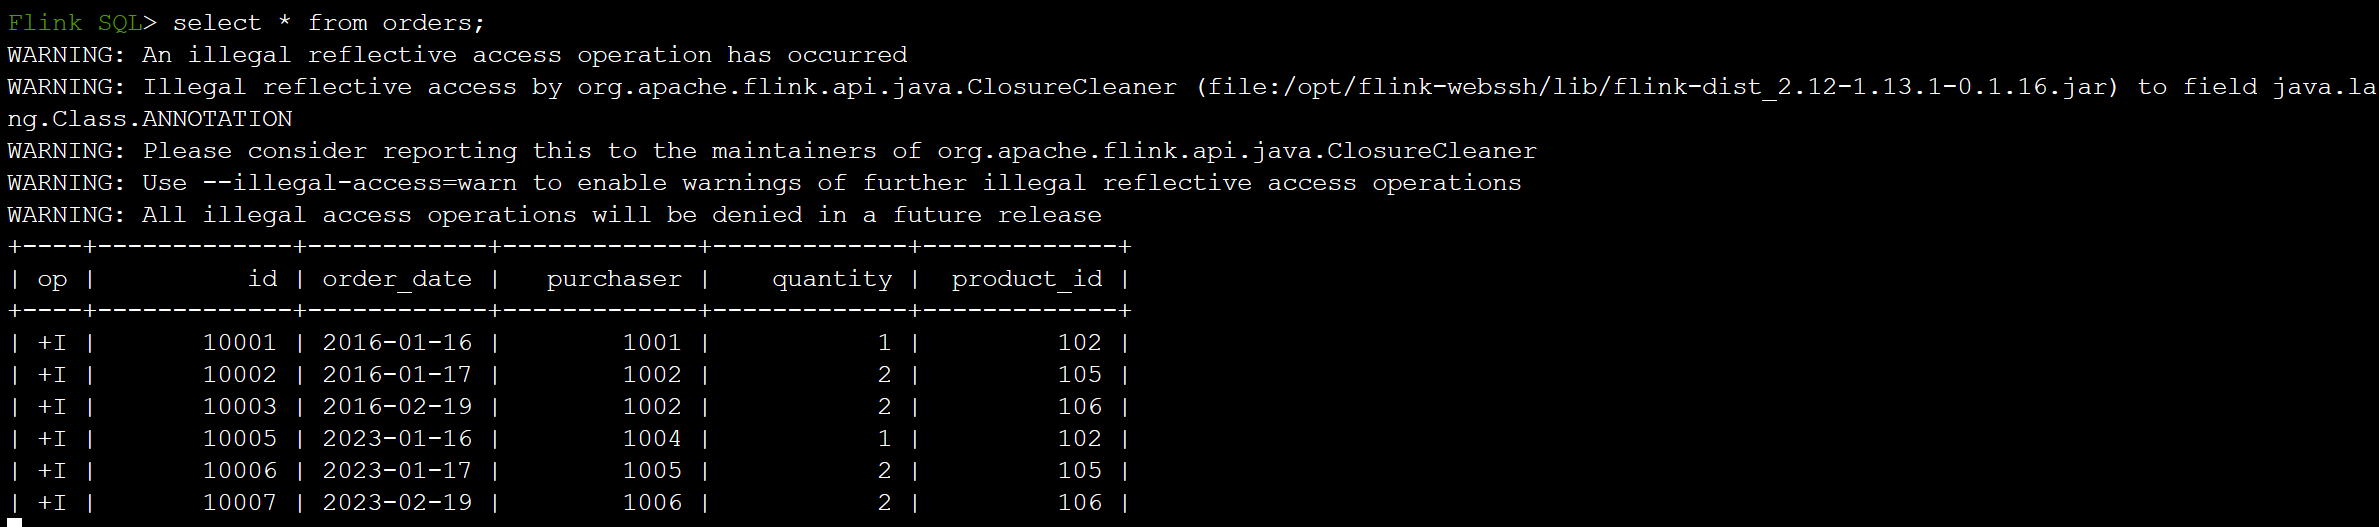 Flink SQL> select * from orders;
WARNING: An illegal reflective access operation has occurred
WARNING: Illegal reflective access by org.apache.flink.api.java.ClosureCleaner (file:/opt/flink-webssh/lib/flink-dist_2.12-1.13.1-0.1.16.jar) to field java.la
ng.Class.ANNOTATION
WARNING: Please consider reporting this to the maintainers of org.apache.flink.api.java.ClosureCleaner
WARNING: Use --illegal-access=warn to enable warnings of further illegal reflective access operations
WARNING: All illegal access operations will be denied in a future release
+----+-------------+------------+-------------+-------------+-------------+
| op |          id | order_date |   purchaser |    quantity |  product_id |
+----+-------------+------------+-------------+-------------+-------------+
| +I |       10001 | 2016-01-16 |        1001 |           1 |         102 |
| +I |       10002 | 2016-01-17 |        1002 |           2 |         105 |
| +I |       10003 | 2016-02-19 |        1002 |           2 |         106 |
| +I |       10005 | 2023-01-16 |        1004 |           1 |         102 |
| +I |       10006 | 2023-01-17 |        1005 |           2 |         105 |
| +I |       10007 | 2023-02-19 |        1006 |           2 |         106 |